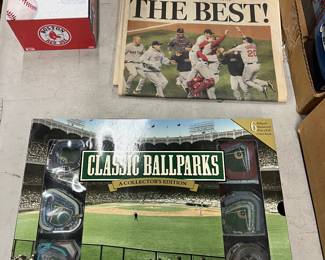 BOSTON
RED SOX
THE BEST!
CLASSIC BALLPARKS
A COLLECTOR'S EDITION